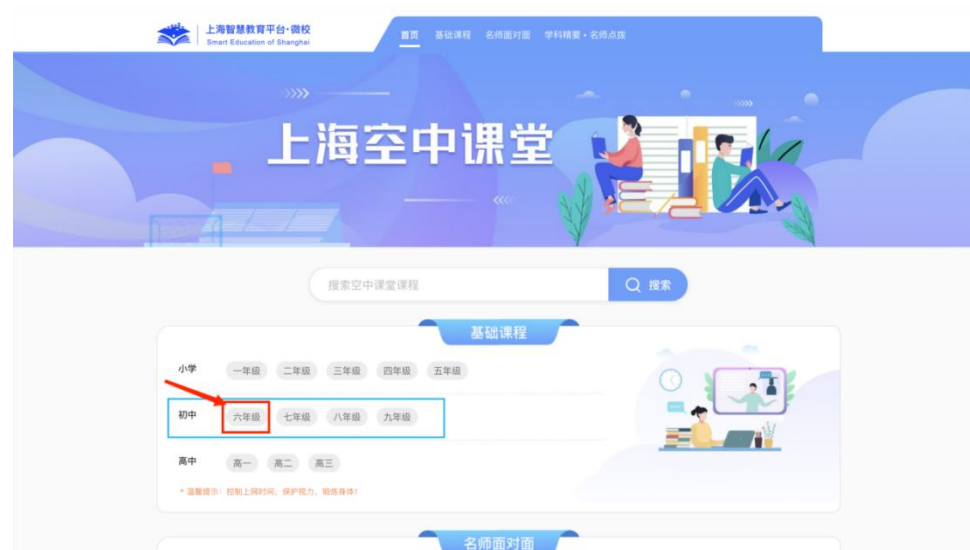 上海智慧教育平台·微校
Smart Education of Shanghai
首页 基础课程 名师面对面 学科精要·名师点拨
上海空中课堂
搜索空中课堂课程
搜索
基础课程
小学 一年级 二年级 三年级 四年级 五年级
初中 六年级 七年级 八年级 九年级
高中 高一 高二 高三
* 温馨提示：控制上网时间、保护视力、锻炼身体！
名师面对面